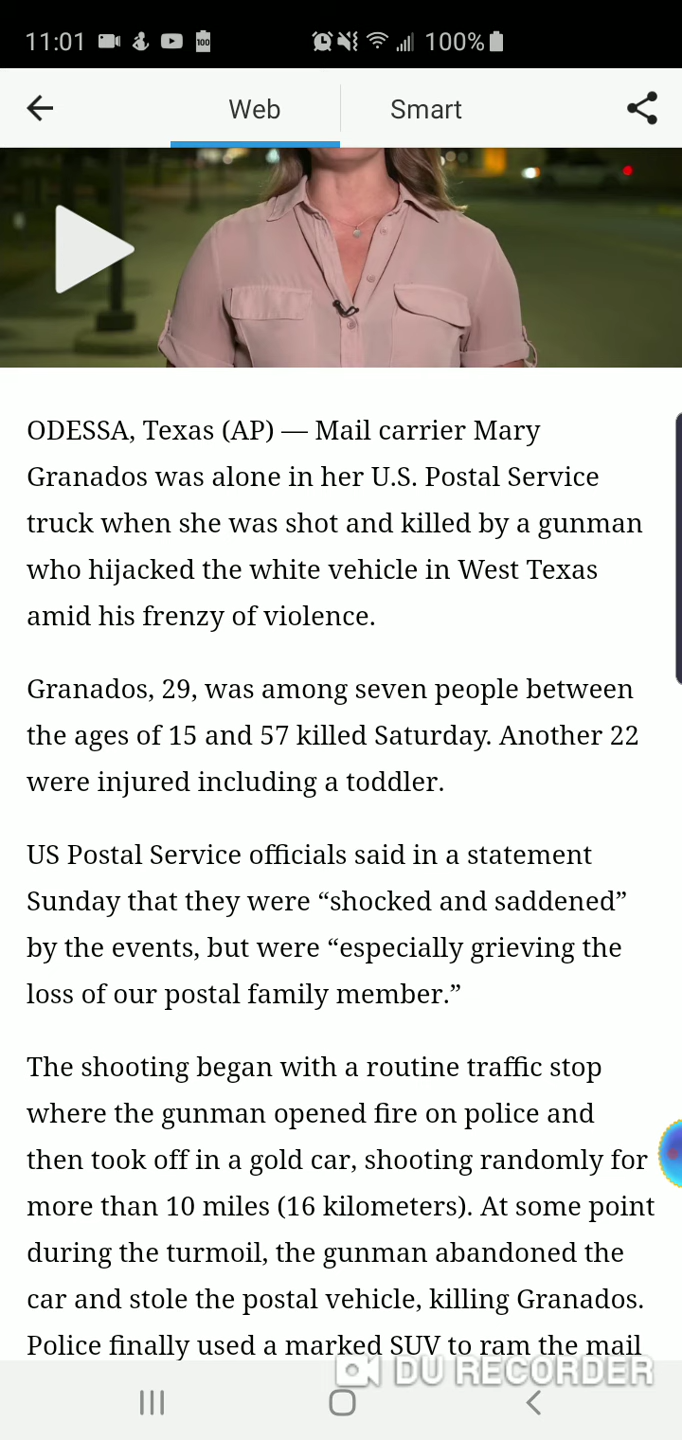 11:01
100
100%
Web
Smart
ODESSA, Texas (AP) — Mail carrier Mary
Granados was alone in her U.S. Postal Service
truck when she was shot and killed by a gunman
who hijacked the white vehicle in West Texas
amid his frenzy of violence.
Granados, 29, was among seven people between
the ages of 15 and 57 killed Saturday. Another 22
were injured including a toddler.
US Postal Service officials said in a statement
Sunday that they were “shocked and saddened”
by the events, but were “especially grieving the
loss of our postal family member.”
The shooting began with a routine traffic stop
where the gunman opened fire on police and
then took off in a gold car, shooting randomly for
more than 10 miles (16 kilometers). At some point
during the turmoil, the gunman abandoned the
car and stole the postal vehicle, killing Granados.
Police finally used a marked SUV to ram the mail
DU RECORDER